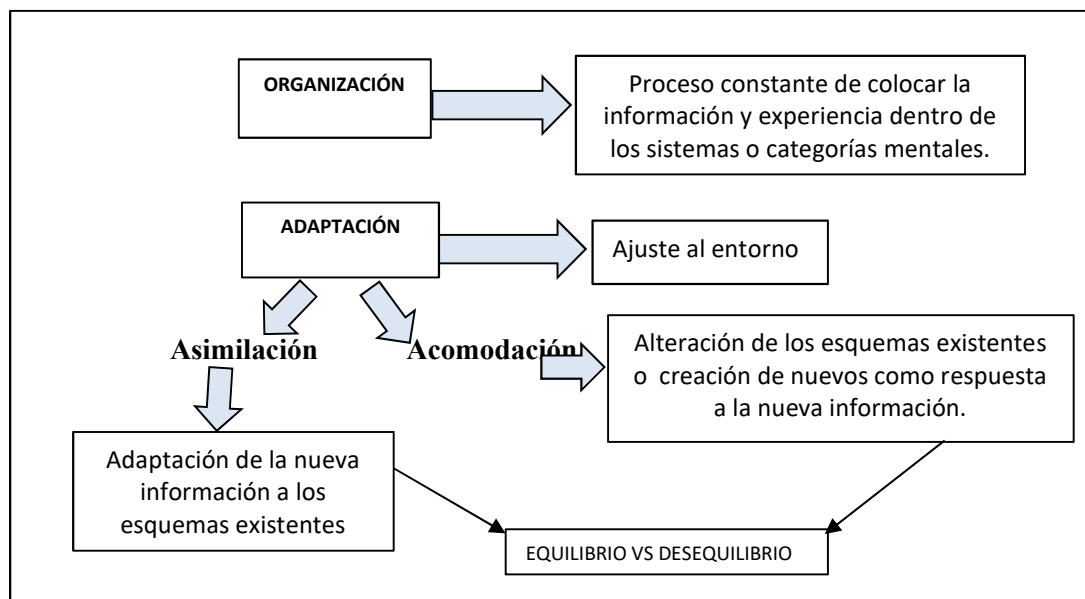 ORGANIZACIÓN
Proceso constante de colocar la
información y experiencia dentro de
los sistemas o categorías mentales.
ADAPTACIÓN
Ajuste al entorno
Asimilación
Acomodación
Alteración de los esquemas existentes
o creación de nuevos como respuesta
a la nueva información.
Adaptación de la nueva
información a los
esquemas existentes
EQUILIBRIO VS DESEQUILIBRIO